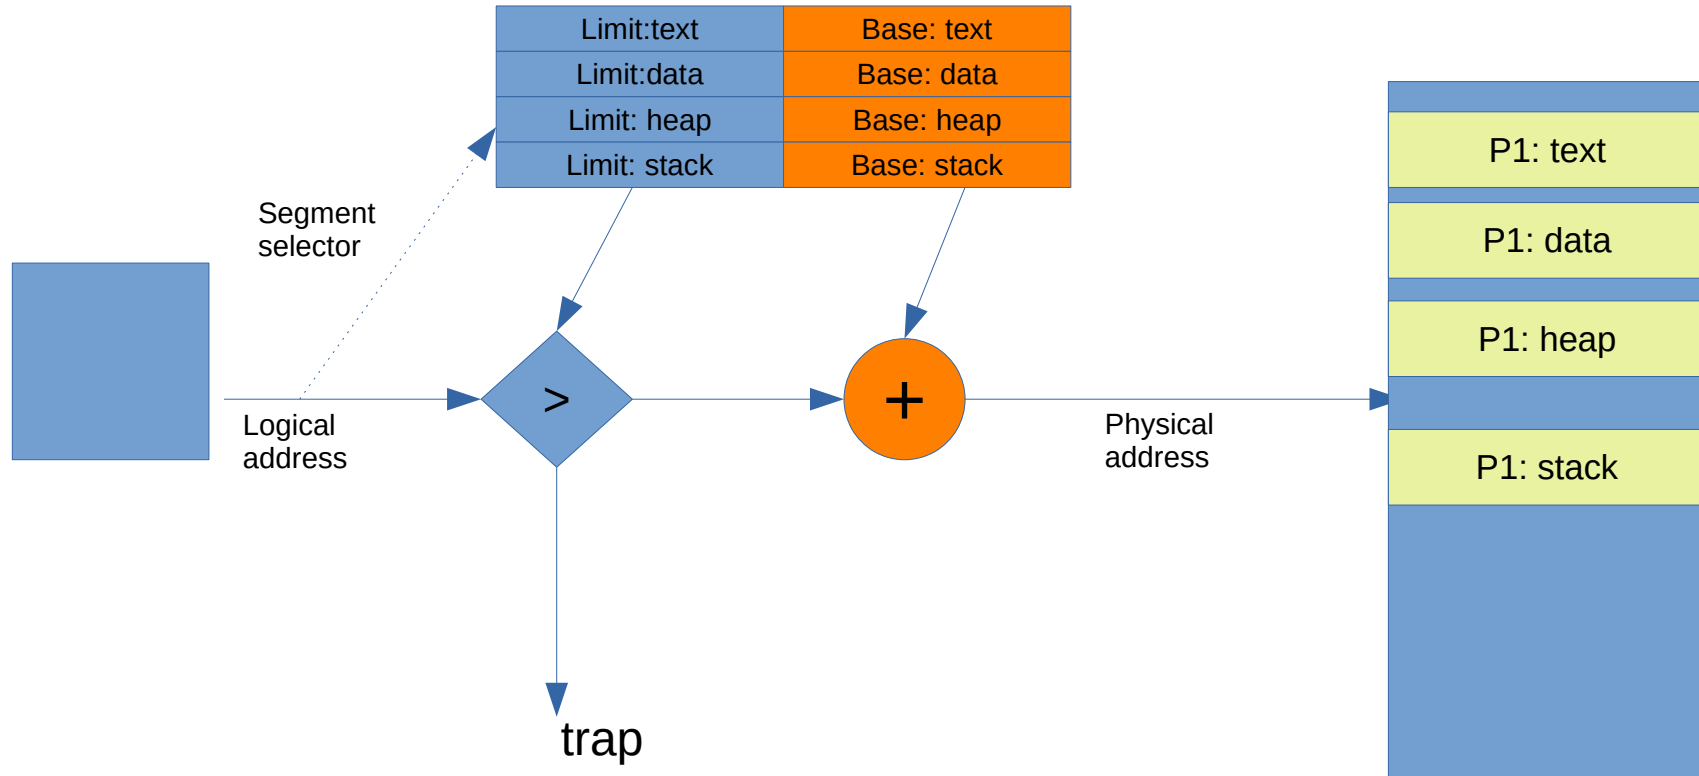 Limit:text
Base: text
Limit:data
Base: data
Limit: heap
Base: heap
Limit: stack
Base: stack
Segment
selector
Logical
address
>
+
Physical
address
trap
P1: text
P1: data
P1: heap
P1: stack